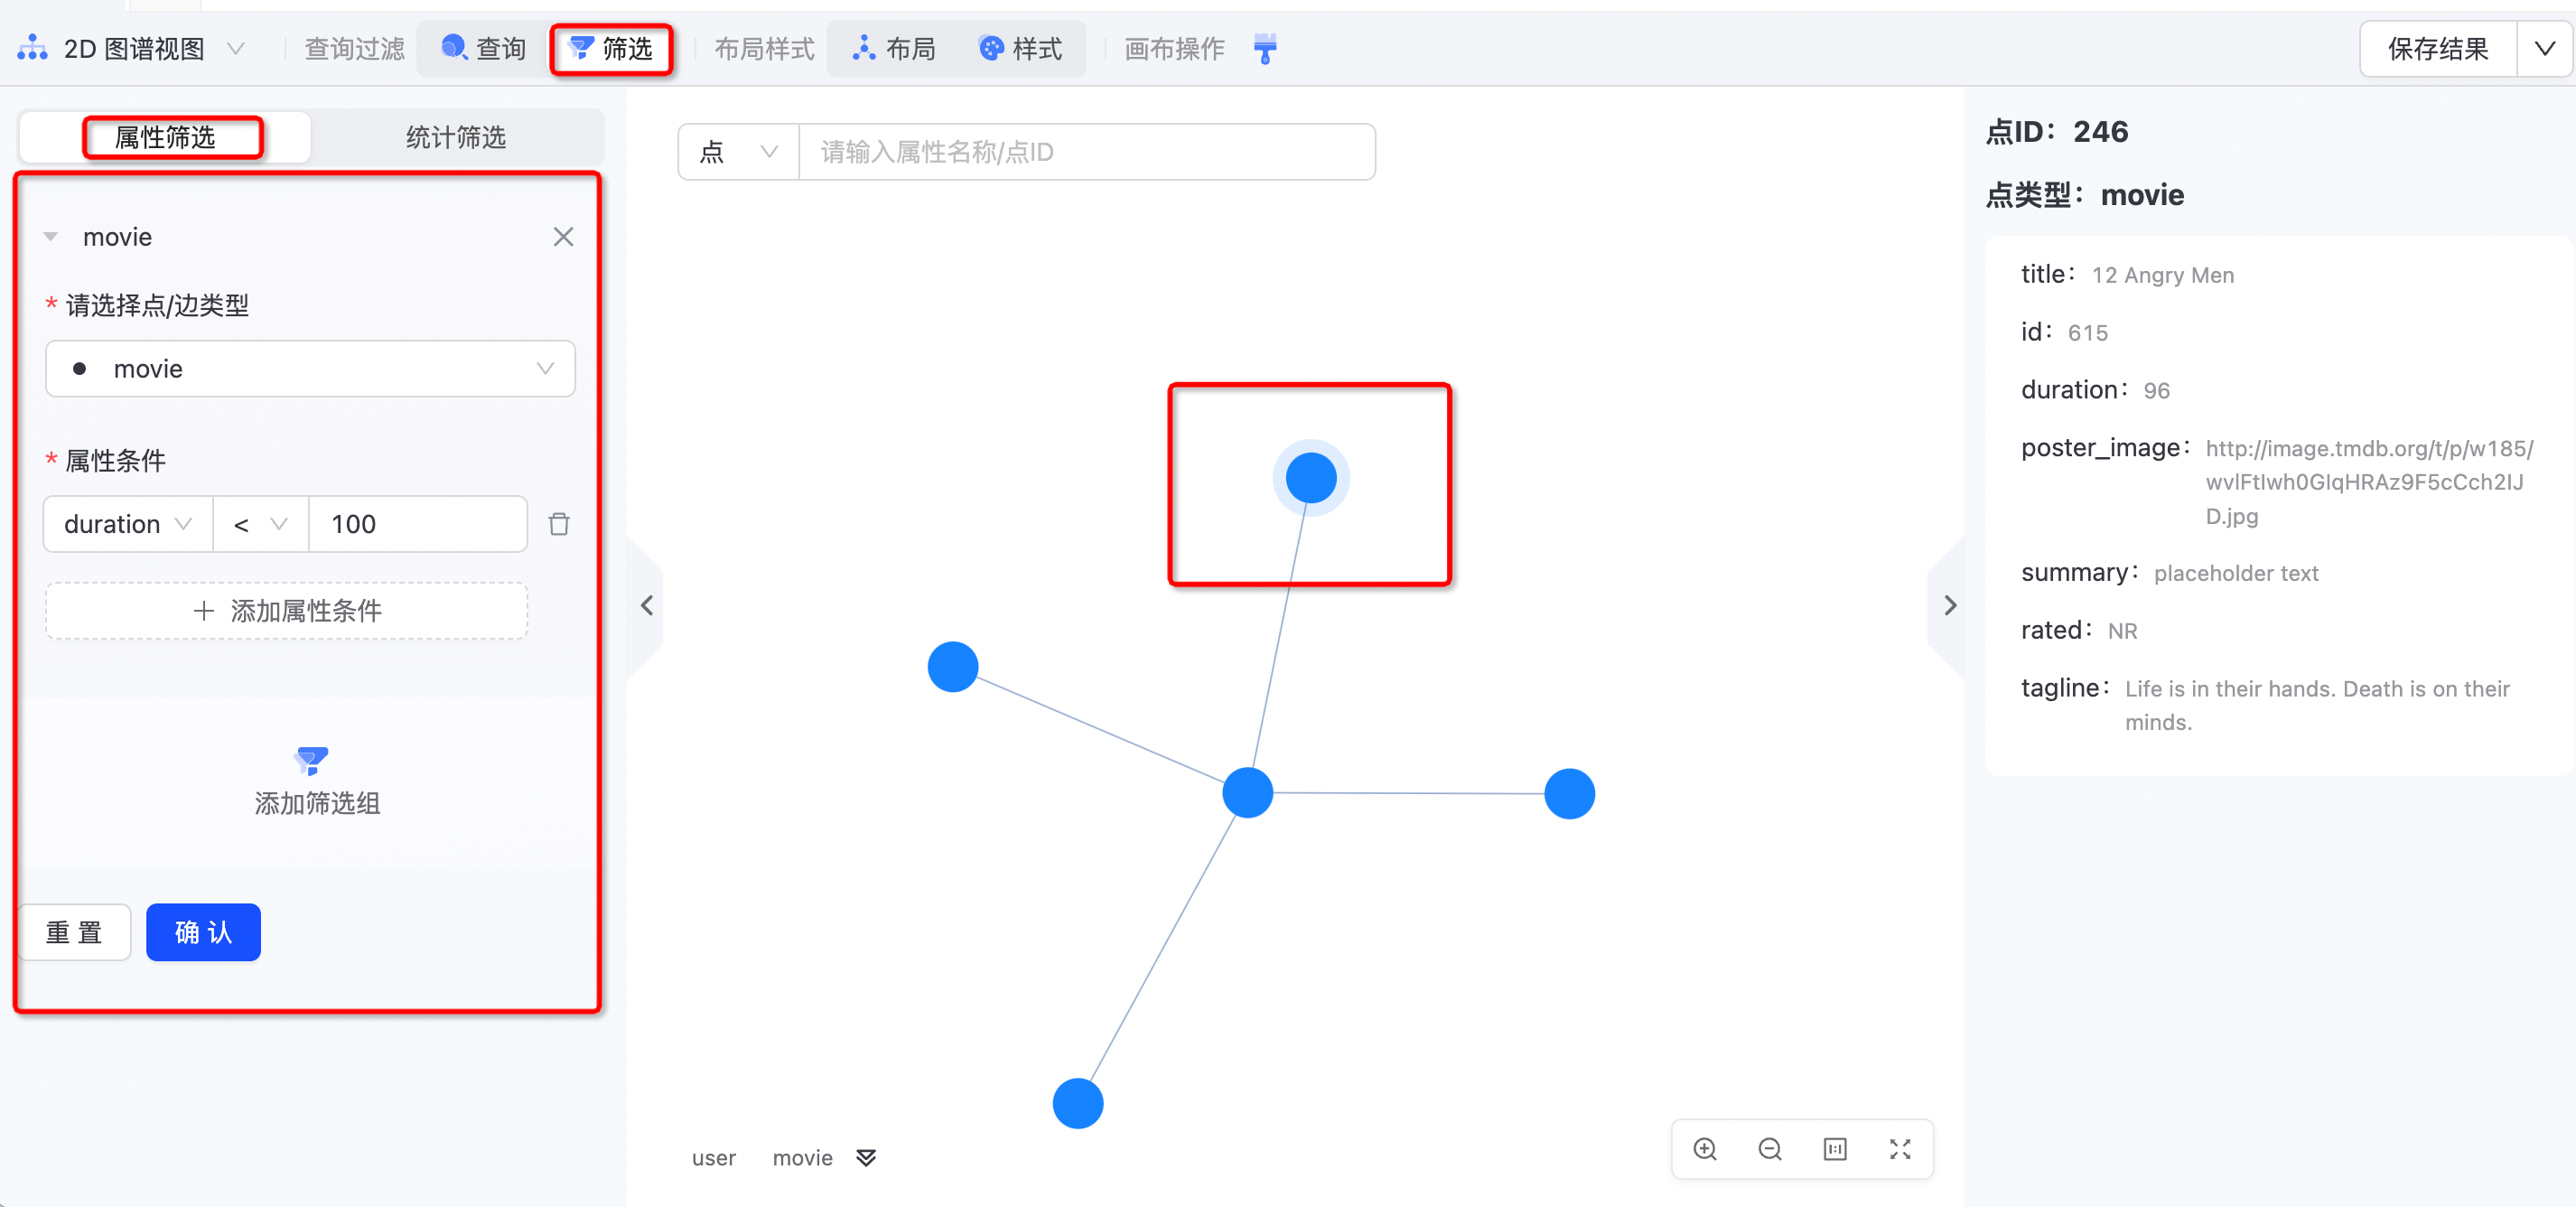 2D 图谱视图
查询过滤
查询
筛选
布局样式
布局
样式
画布操作
保存结果
属性筛选
统计筛选
movie
* 请选择点/边类型
movie
* 属性条件
duration < 100
添加属性条件
添加筛选组
重 置
确 认
点
请输入属性名称/点ID
user
movie
点ID：246
点类型：movie
title：12 Angry Men
id：615
duration：96
poster_image：http://image.tmdb.org/t/p/w185/
wvlFtIwh0GIqHRAz9F5cCch2IJ
D.jpg
summary：placeholder text
rated：NR
tagline：Life is in their hands. Death is on their
minds.